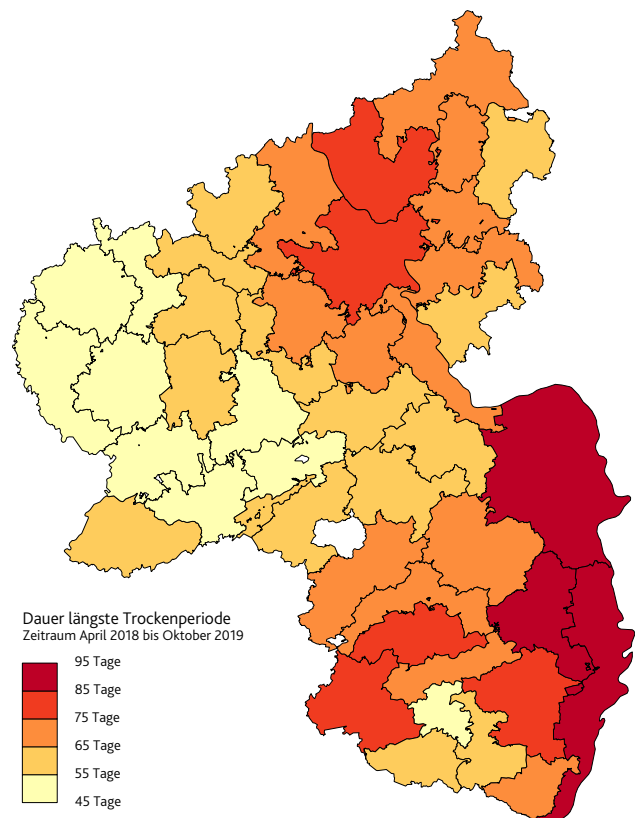 Dauer längste Trockenperiode
Zeitraum April 2018 bis Oktober 2019
95 Tage
85 Tage
75 Tage
65 Tage
55 Tage
45 Tage